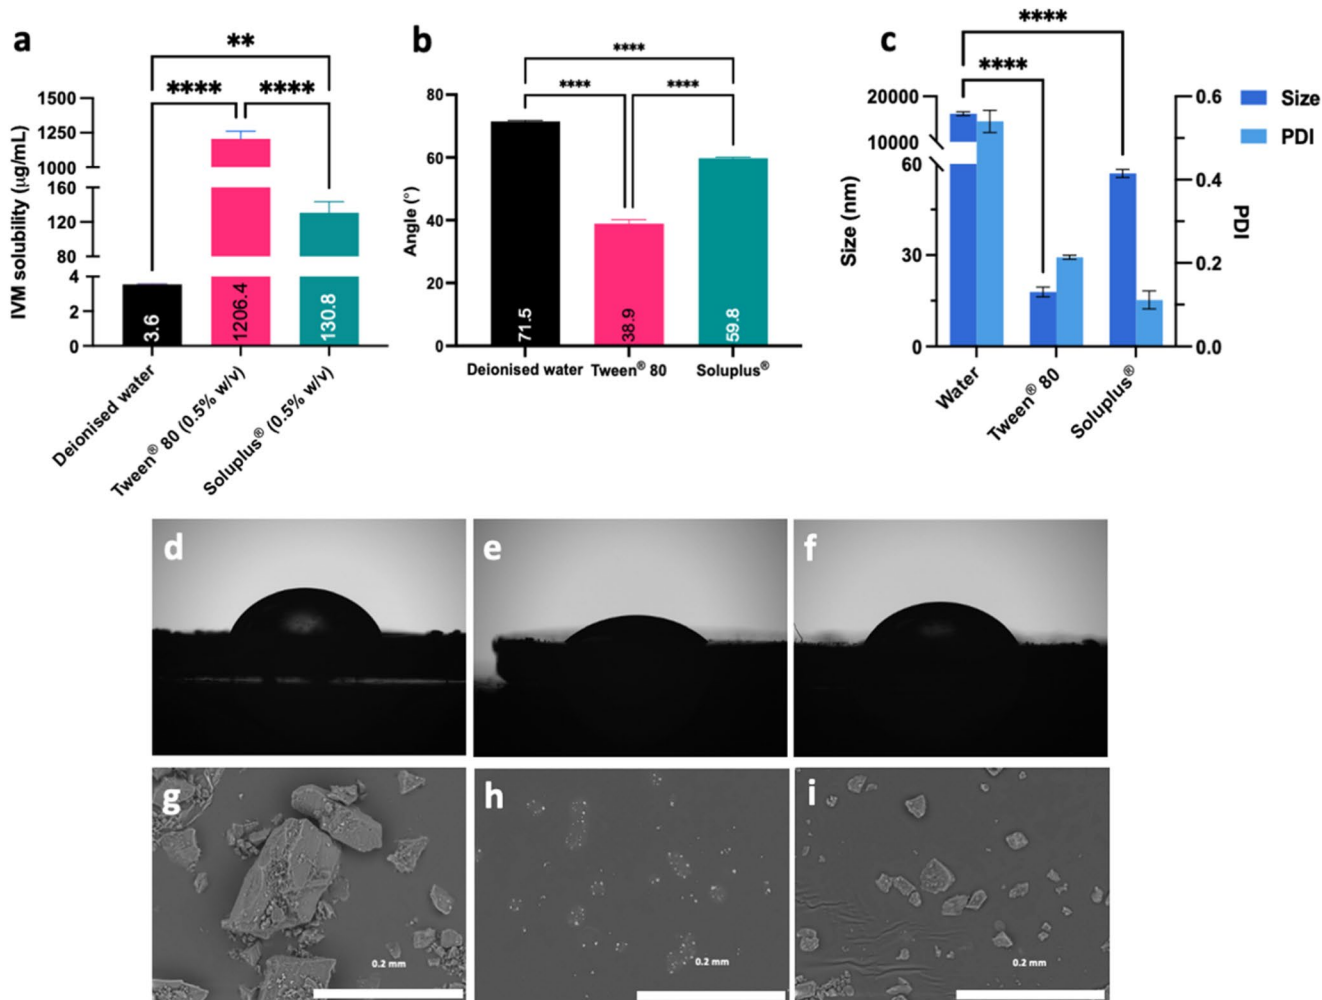 a
**
****
****
1500
1250
1000
160
120
80
4
2
0
IVM solubility (µg/mL)
3.6
1206.4
130.8
Deionised water
Tween® 80 (0.5% w/v)
Soluplus® (0.5% w/v)
b
****
****
****
80
60
40
20
0
Angle (°)
71.5
38.9
59.8
Deionised water
Tween® 80
Soluplus®
c
****
****
20000
10000
60
30
0
Size (nm)
0.6
0.4
0.2
0.0
PDI
Size
PDI
Water
Tween® 80
Soluplus®
d
e
f
g
0.2 mm
h
0.2 mm
i
0.2 mm